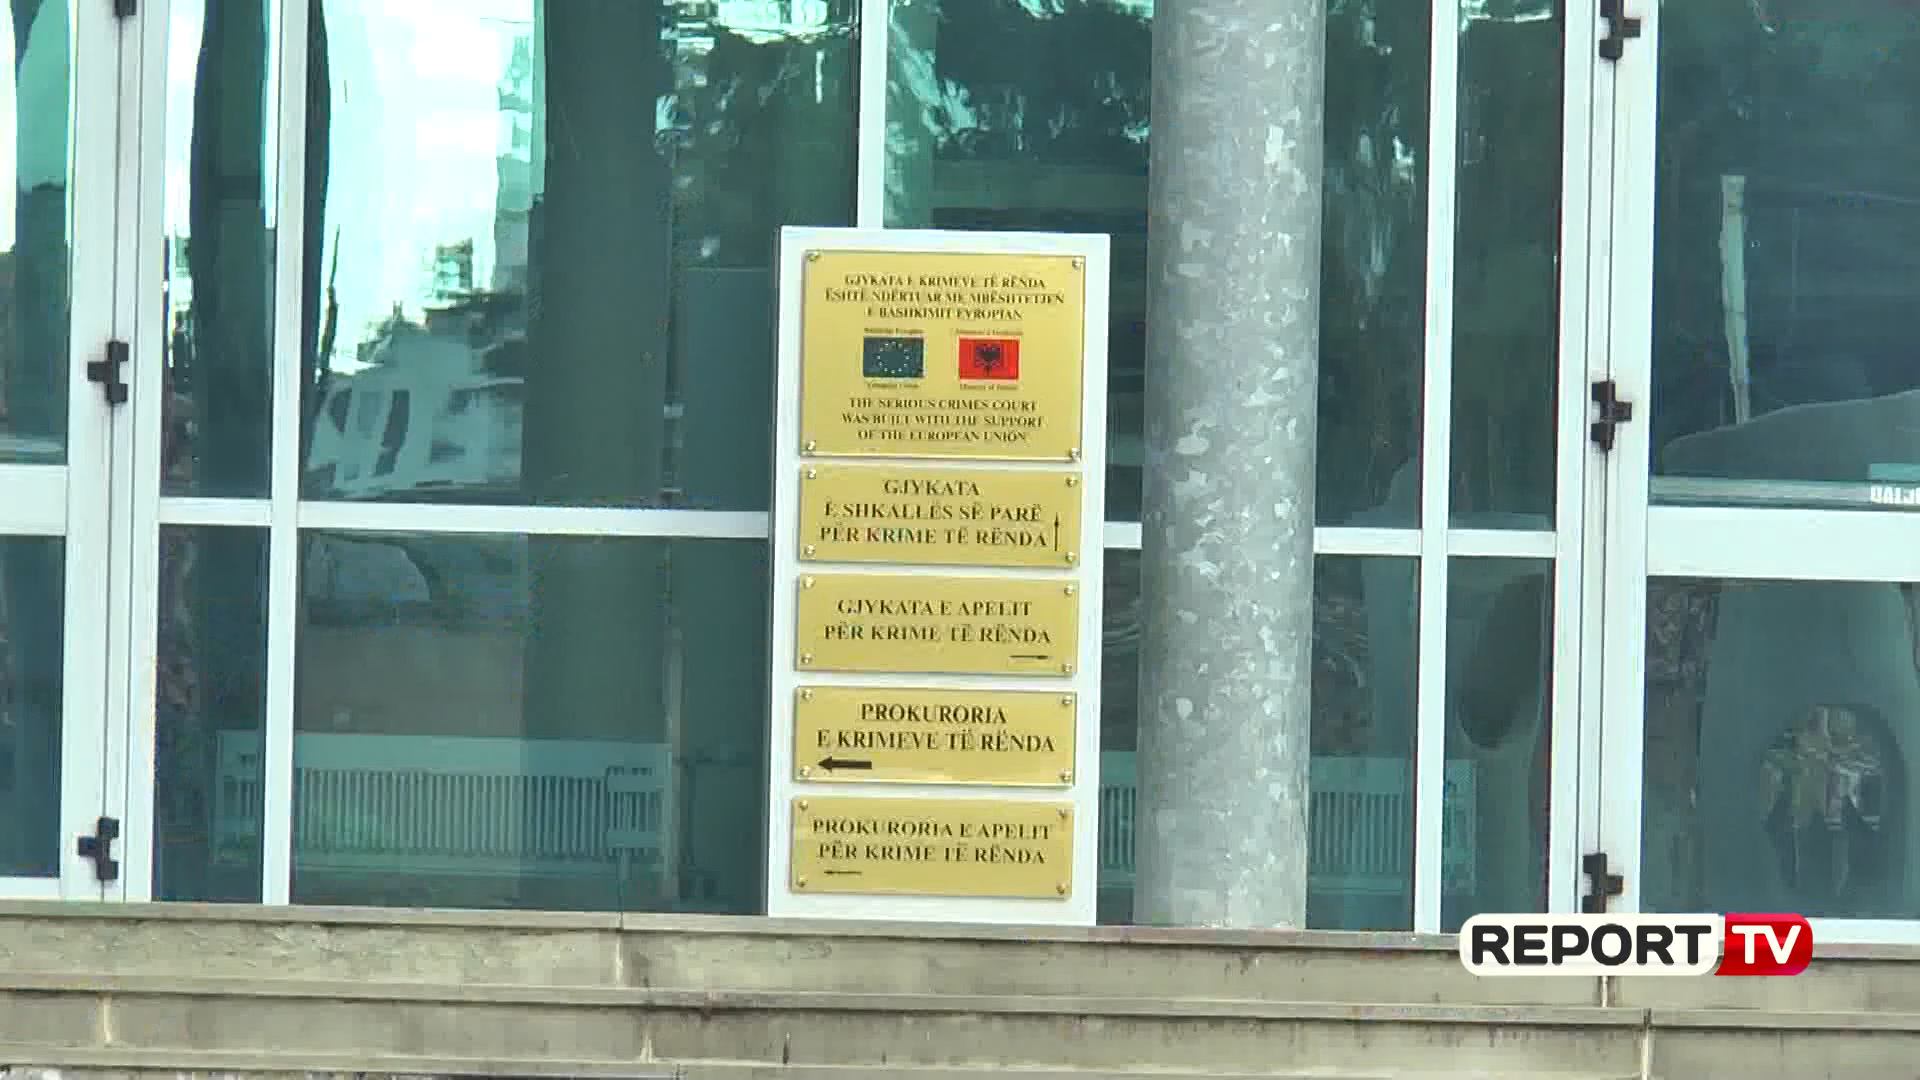 GJYKATA E KRIMEVE TË RËNDA
ËSHTË NDËRTUAR ME MBËSHTETJEN
E BASHKIMIT EVROPIAN
THE SERIOUS CRIMES COURT
WAS BUILT WITH THE SUPPORT
OF THE EUROPEAN UNION
GJYKATA
E SHKALLËS SË PARË
PËR KRIME TË RËNDA
GJYKATA E APELIT
PËR KRIME TË RËNDA
PROKURORIA
E KRIMEVE TË RËNDA
PROKURORIA E APELIT
PËR KRIME TË RËNDA
REPORT TV